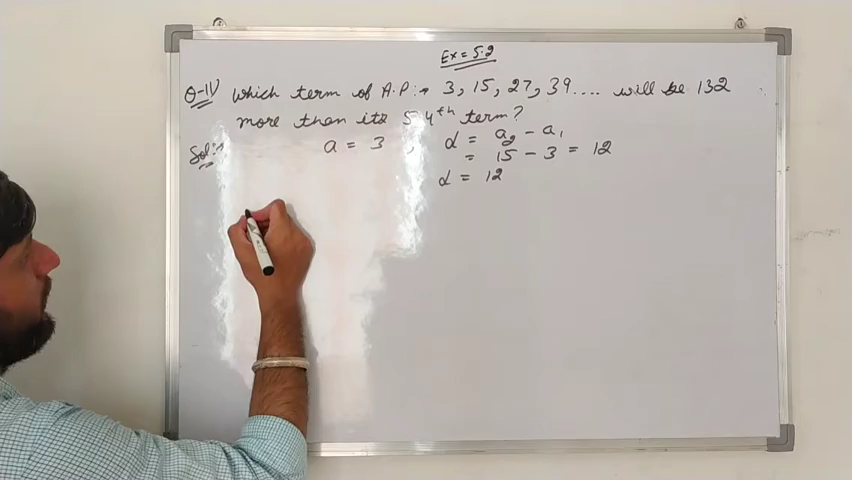 Ex = 5.2
Q-11) Which term of A.P:→ 3, 15, 27, 39.... will be 132
more than its 54th term?
Sol:→ a = 3 , d = a₂ - a₁
= 15 - 3 = 12
d = 12